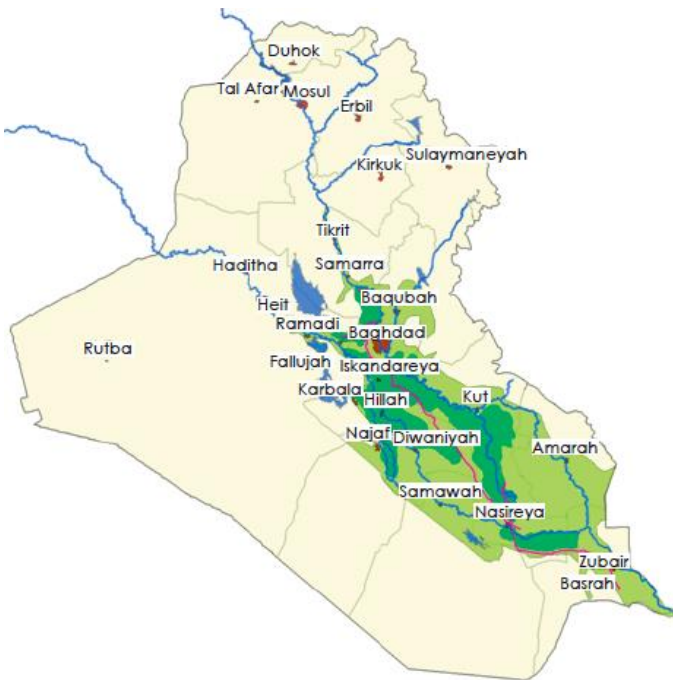 Duhok
Tal Afar
Mosul
Erbil
Sulaymaneyah
Kirkuk
Tikrit
Haditha
Samarra
Heit
Baqubah
Ramadi
Baghdad
Rutba
Fallujah
Iskandareya
Karbala
Hillah
Kut
Najaf
Diwaniyah
Amarah
Samawah
Nasireya
Zubair
Basrah